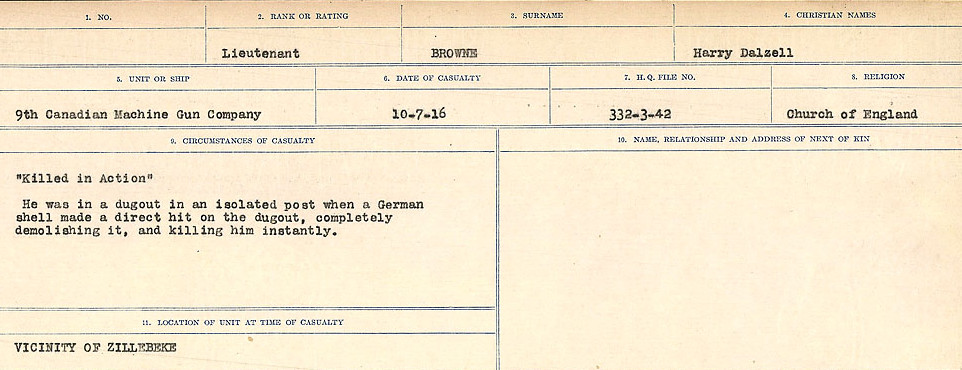 1. NO. 2. RANK OR RATING 3. SURNAME 4. CHRISTIAN NAMES
Lieutenant BROWNE Harry Dalzell
5. UNIT OR SHIP 6. DATE OF CASUALTY 7. H.Q. FILE NO. 8. RELIGION
9th Canadian Machine Gun Company 10-7-16 332-3-42 Church of England
9. CIRCUMSTANCES OF CASUALTY
"Killed in Action"
He was in a dugout in an isolated post when a German
shell made a direct hit on the dugout, completely
demolishing it, and killing him instantly.
11. LOCATION OF UNIT AT TIME OF CASUALTY
VICINITY OF ZILLEBEKE
10. NAME, RELATIONSHIP AND ADDRESS OF NEXT OF KIN